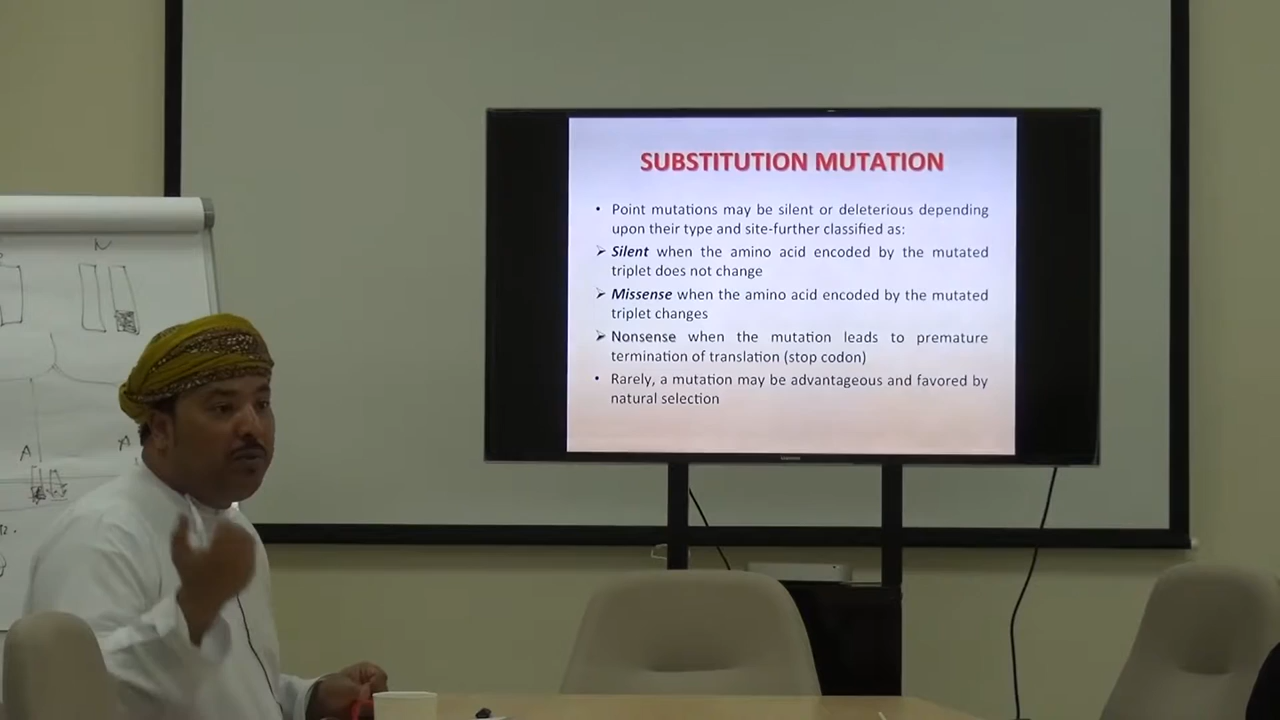 SUBSTITUTION MUTATION
• Point mutations may be silent or deleterious depending
upon their type and site-further classified as:
➢ Silent when the amino acid encoded by the mutated
triplet does not change
➢ Missense when the amino acid encoded by the mutated
triplet changes
➢ Nonsense when the mutation leads to premature
termination of translation (stop codon)
• Rarely, a mutation may be advantageous and favored by
natural selection
N
A